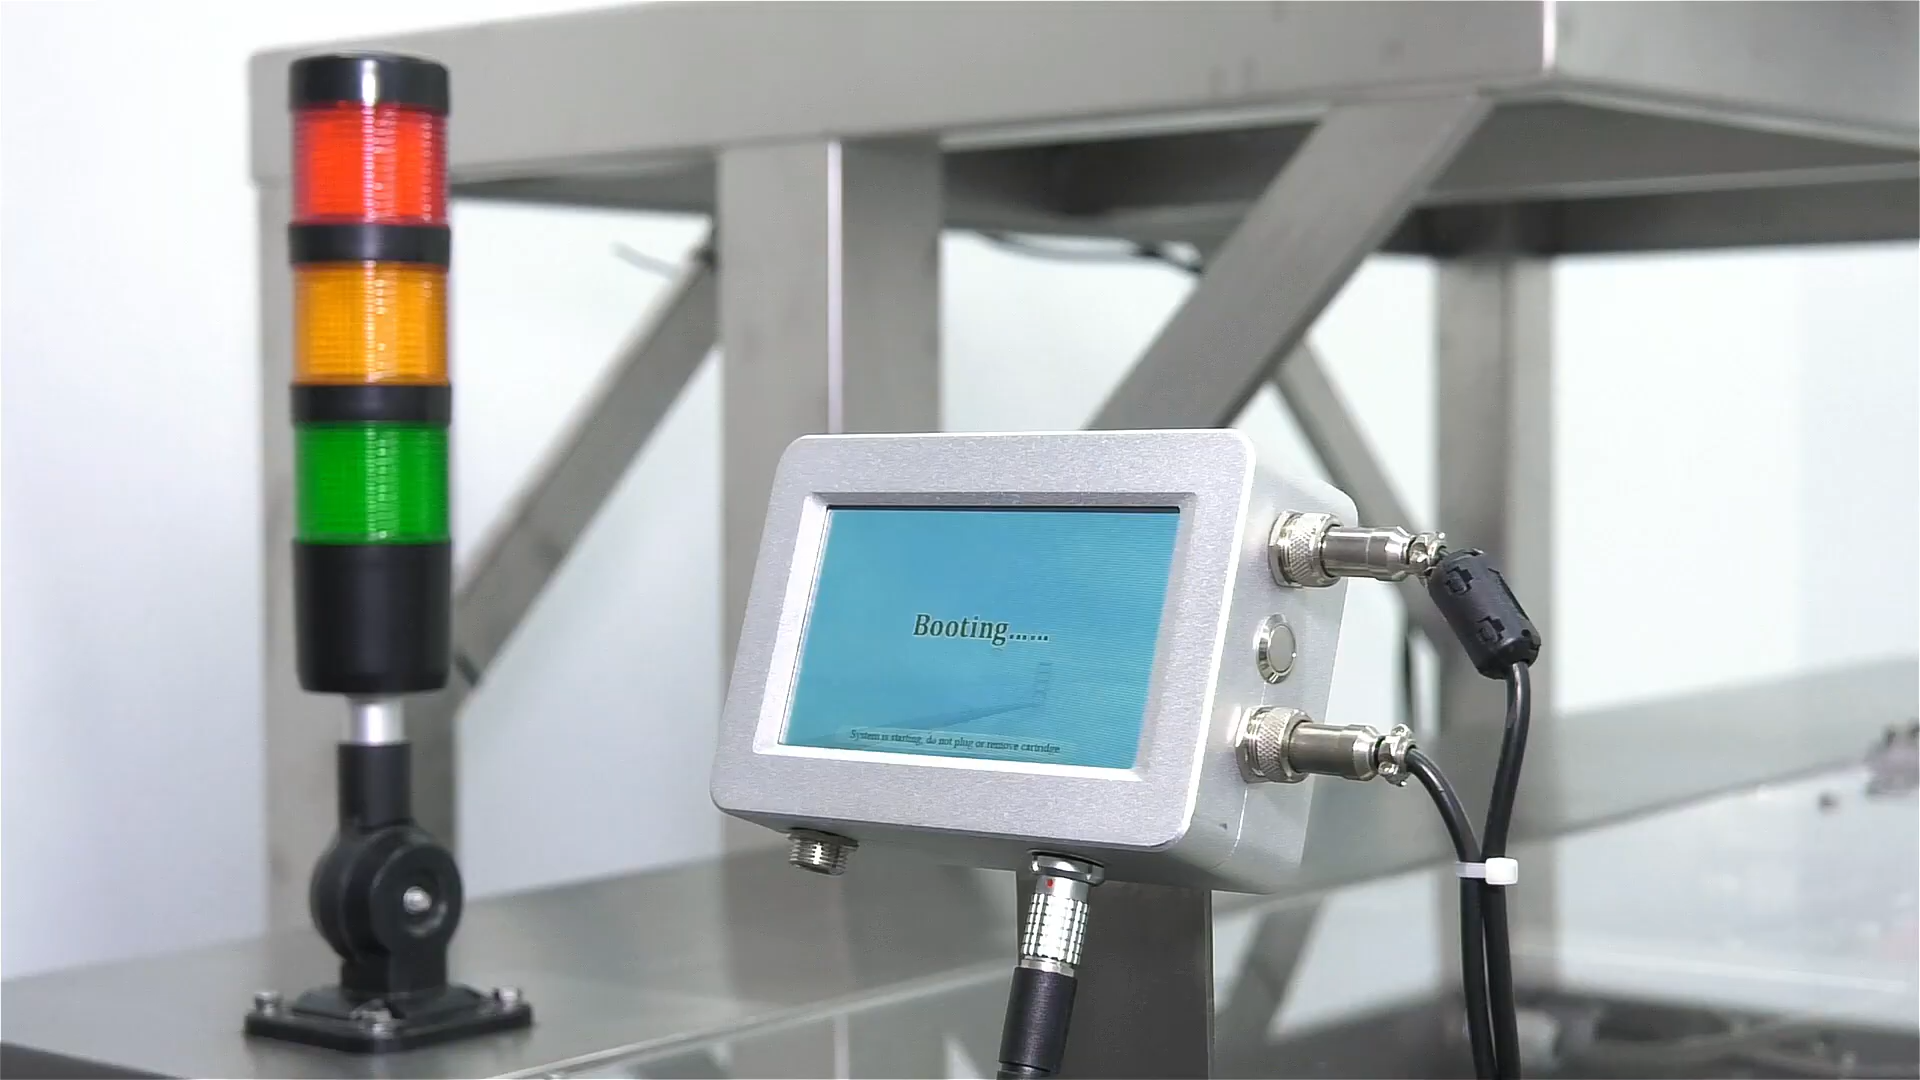 Booting......
System is starting, do not plug or remove cartridge